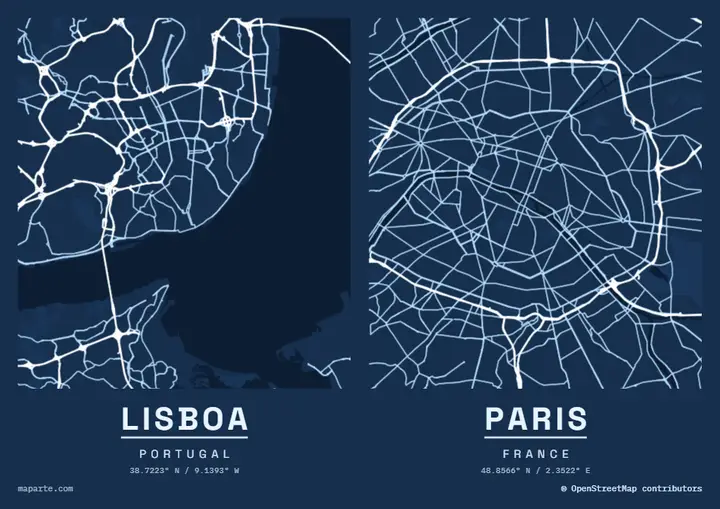 LISBOA
PORTUGAL
38.7223° N / 9.1393° W
PARIS
FRANCE
48.8566° N / 2.3522° E
maparte.com
© OpenStreetMap contributors